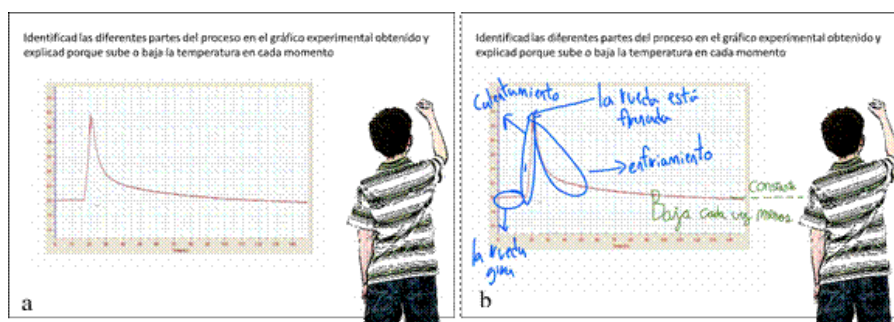 Identificad las diferentes partes del proceso en el gráfico experimental obtenido y
explicad porque sube o baja la temperatura en cada momento
a
Identificad las diferentes partes del proceso en el gráfico experimental obtenido y
explicad porque sube o baja la temperatura en cada momento
Calentamiento
la rueda está
frenada
enfriamiento
constante
Baja cada vez menos
la rueda
gira
b